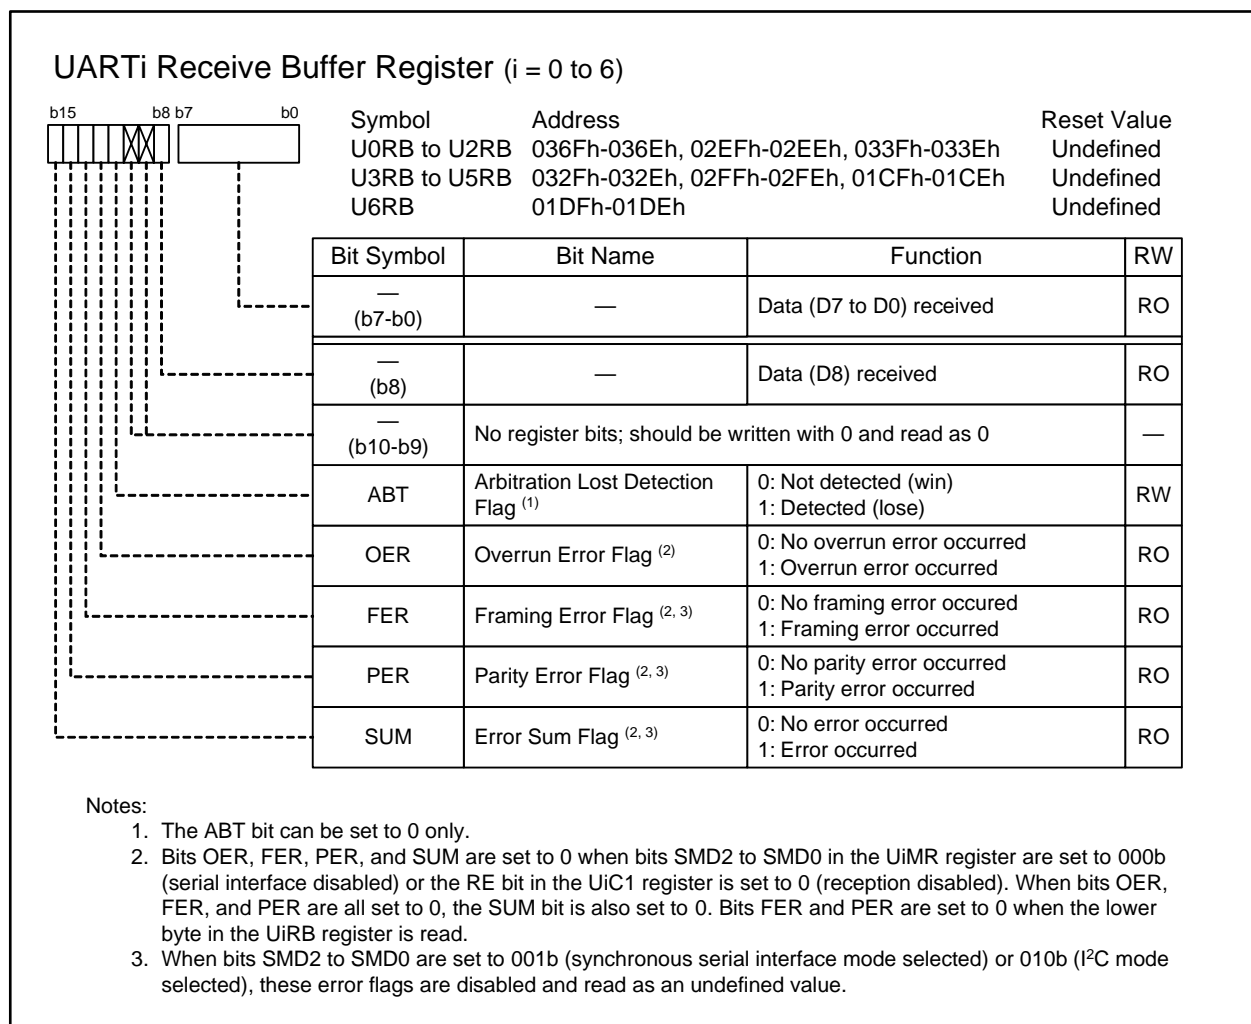 UARTi Receive Buffer Register (i = 0 to 6)
b15 b8 b7 b0
Symbol Address Reset Value
U0RB to U2RB 036Fh-036Eh, 02EFh-02EEh, 033Fh-033Eh Undefined
U3RB to U5RB 032Fh-032Eh, 02FFh-02FEh, 01CFh-01CEh Undefined
U6RB 01DFh-01DEh Undefined
Bit Symbol Bit Name Function RW
—
(b7-b0) — Data (D7 to D0) received RO
—
(b8) — Data (D8) received RO
—
(b10-b9) No register bits; should be written with 0 and read as 0 —
ABT Arbitration Lost Detection Flag (1) 0: Not detected (win)
1: Detected (lose) RW
OER Overrun Error Flag (2) 0: No overrun error occurred
1: Overrun error occurred RO
FER Framing Error Flag (2, 3) 0: No framing error occured
1: Framing error occurred RO
PER Parity Error Flag (2, 3) 0: No parity error occurred
1: Parity error occurred RO
SUM Error Sum Flag (2, 3) 0: No error occurred
1: Error occurred RO
Notes:
1. The ABT bit can be set to 0 only.
2. Bits OER, FER, PER, and SUM are set to 0 when bits SMD2 to SMD0 in the UiMR register are set to 000b
(serial interface disabled) or the RE bit in the UiC1 register is set to 0 (reception disabled). When bits OER,
FER, and PER are all set to 0, the SUM bit is also set to 0. Bits FER and PER are set to 0 when the lower
byte in the UiRB register is read.
3. When bits SMD2 to SMD0 are set to 001b (synchronous serial interface mode selected) or 010b (I²C mode
selected), these error flags are disabled and read as an undefined value.